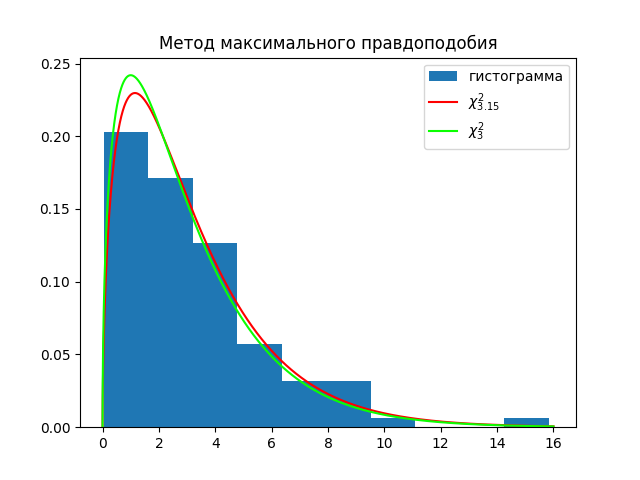 Метод максимального правдоподобия
гистограмма
χ²₃.₁₅
χ²₃
0.25
0.20
0.15
0.10
0.05
0.00
0 2 4 6 8 10 12 14 16